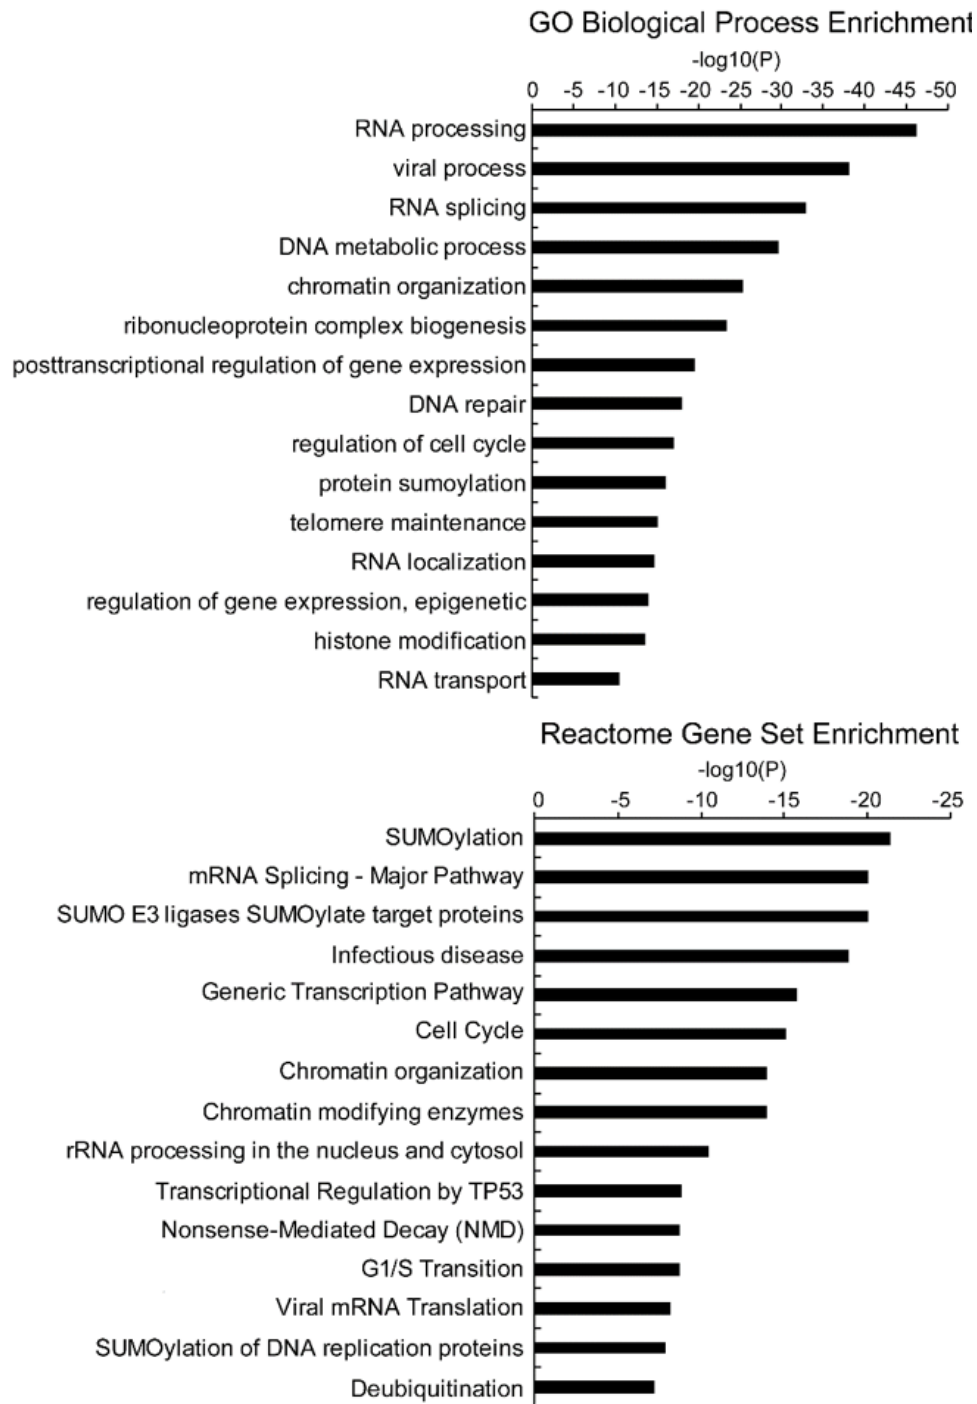 GO Biological Process Enrichment
-log10(P)
0 -5 -10 -15 -20 -25 -30 -35 -40 -45 -50
RNA processing
viral process
RNA splicing
DNA metabolic process
chromatin organization
ribonucleoprotein complex biogenesis
posttranscriptional regulation of gene expression
DNA repair
regulation of cell cycle
protein sumoylation
telomere maintenance
RNA localization
regulation of gene expression, epigenetic
histone modification
RNA transport
Reactome Gene Set Enrichment
-log10(P)
0 -5 -10 -15 -20 -25
SUMOylation
mRNA Splicing - Major Pathway
SUMO E3 ligases SUMOylate target proteins
Infectious disease
Generic Transcription Pathway
Cell Cycle
Chromatin organization
Chromatin modifying enzymes
rRNA processing in the nucleus and cytosol
Transcriptional Regulation by TP53
Nonsense-Mediated Decay (NMD)
G1/S Transition
Viral mRNA Translation
SUMOylation of DNA replication proteins
Deubiquitination